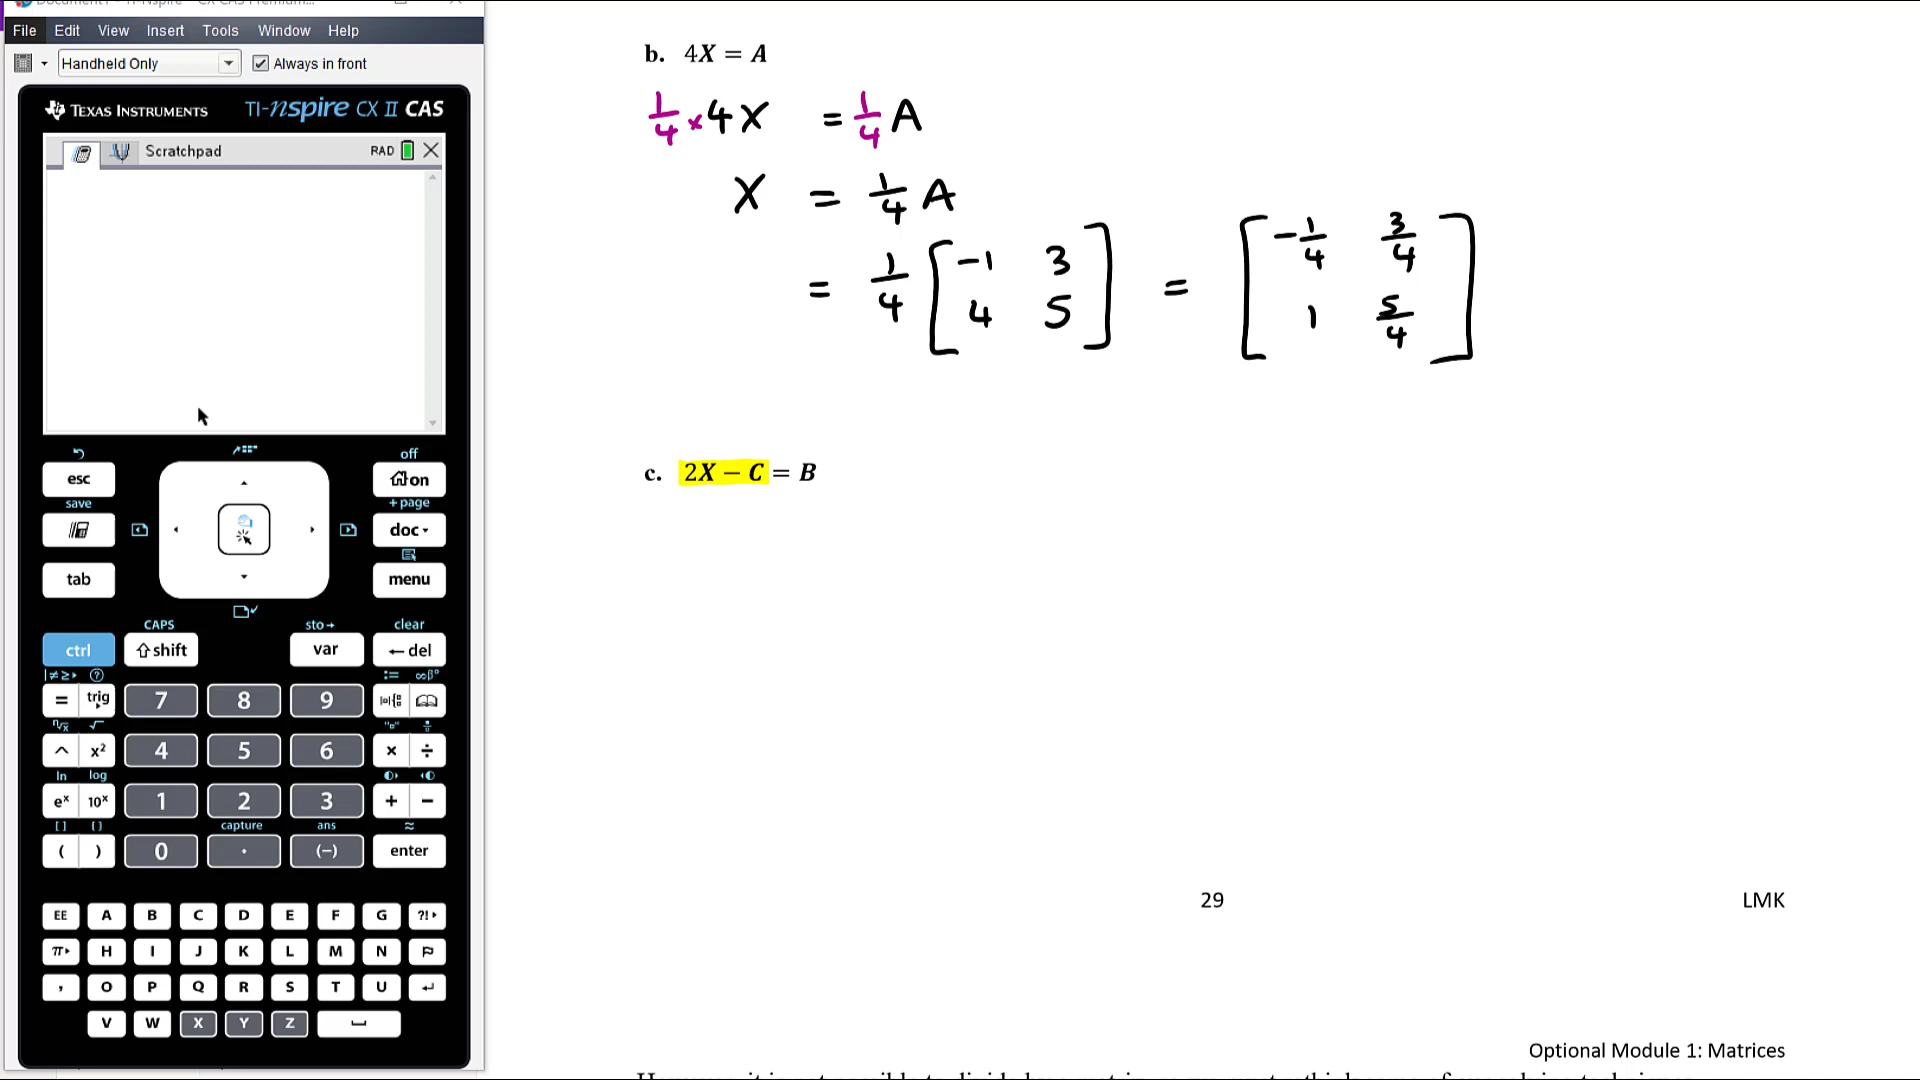 File Edit View Insert Tools Window Help
Handheld Only Always in front
TEXAS INSTRUMENTS TI-nspire CX II CAS
Scratchpad RAD
off
esc on
save + page
doc
tab menu
CAPS sto→ clear
ctrl ⇧shift var ←del
|≠≥▸ ? := ∞β°
= trig 7 8 9 |□|{
ⁿ√x √ "□"
^ x² 4 5 6 × ÷
ln log
eˣ 10ˣ 1 2 3 + −
[ ] { } capture ans ≈
( ) 0 . (−) enter
EE A B C D E F G ?!▸
π▸ H I J K L M N
, O P Q R S T U ↵
V W X Y Z
b. 4X = A
1/4 × 4X = 1/4 A
X = 1/4 A
= 1/4 [-1 3; 4 5] = [-1/4 3/4; 1 5/4]
c. 2X − C = B
29 LMK
Optional Module 1: Matrices